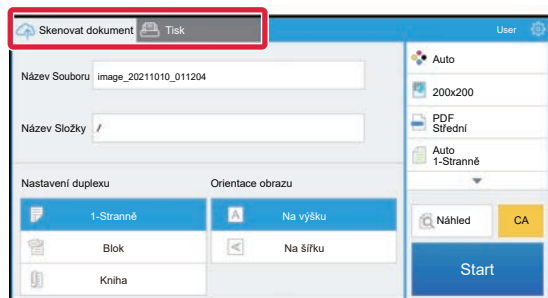 Skenovat dokument
Tisk
User
Název Souboru image_20211010_011204
Název Složky /
Auto
200x200
PDF
Střední
Auto
1-Stranně
Nastavení duplexu
Orientace obrazu
1-Stranně
A Na výšku
Blok
A Na šířku
Kniha
Náhled
CA
Start